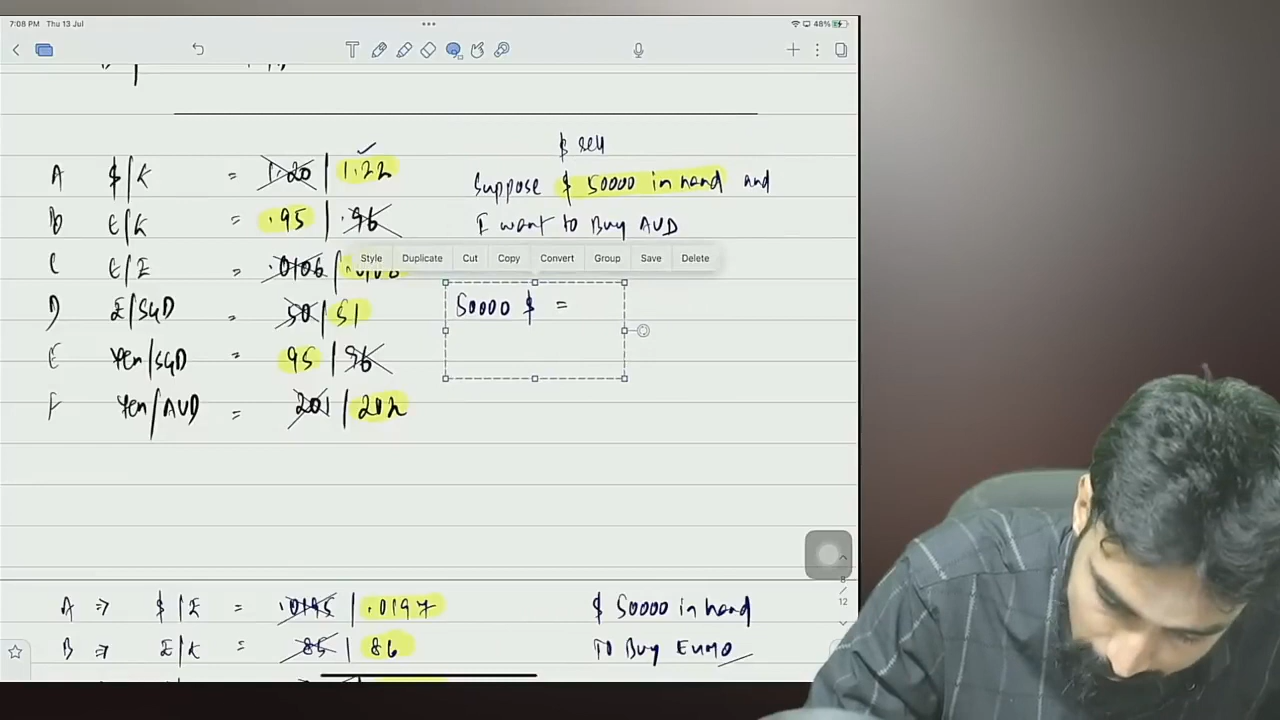 7:08 PM Thu 13 Jul
48%
A $/K = 1.20 | 1.22
B €/K = .95 | .96
C €/£ = .0106 |
D £/SGD = 50 | 51
E Yen/SGD = 95 | 96
F Yen/AUD = 201 | 202
$ sell
Suppose $ 50000 in hand and
I want to Buy AUD
Style Duplicate Cut Copy Convert Group Save Delete
50000 $ =
8
12
A ⇒ $/£ = .0195 | .0197
B ⇒ £/K = 85 | 86
$ 50000 in hand
To Buy EURO